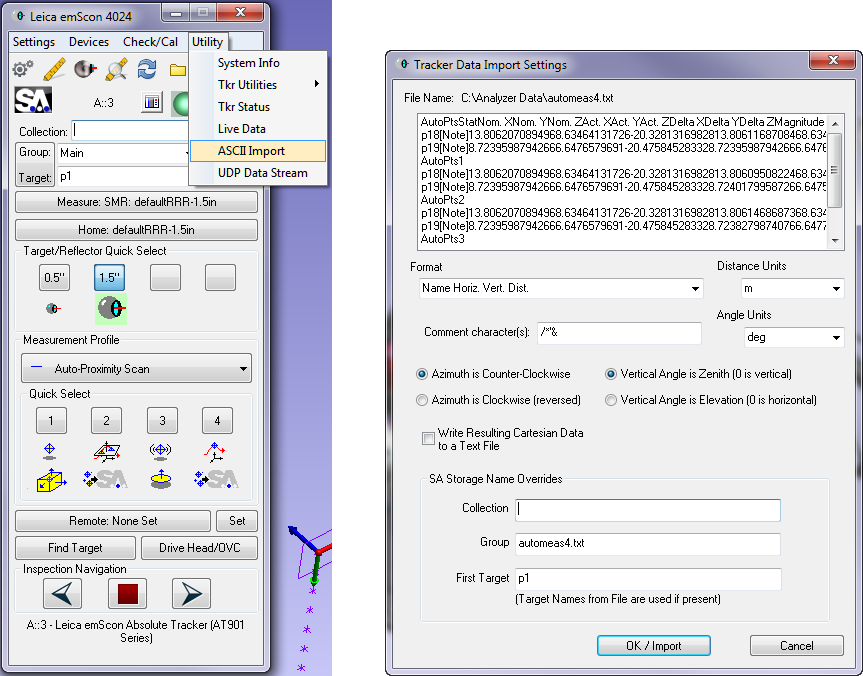 Leica emScon 4024
Settings Devices Check/Cal Utility
System Info
Tkr Utilities
Tkr Status
Live Data
ASCII Import
UDP Data Stream
SA
A::3
Collection:
Group: Main
Target: p1
Measure: SMR: defaultRRR-1.5in
Home: defaultRRR-1.5in
Target/Reflector Quick Select
0.5" 1.5"
Measurement Profile
Auto-Proximity Scan
Quick Select
1 2 3 4
SA SA
Remote: None Set Set
Find Target Drive Head/OVC
Inspection Navigation
A::3 - Leica emScon Absolute Tracker (AT901
Series)
Tracker Data Import Settings
File Name: C:\Analyzer Data\automeas4.txt
AutoPtsStatNom. XNom. YNom. ZAct. XAct. YAct. ZDelta XDelta YDelta ZMagnitude
p18[Note]13.8062070894968.63464131726-20.3281316982813.8061168708468.634
p19[Note]8.72395987942666.6476579691-20.475845283328.72395987942666.6476
AutoPts1
p18[Note]13.8062070894968.63464131726-20.3281316982813.8060950822468.634
p19[Note]8.72395987942666.6476579691-20.475845283328.72401799587266.6475
AutoPts2
p18[Note]13.8062070894968.63464131726-20.3281316982813.8061468687368.634
p19[Note]8.72395987942666.6476579691-20.475845283328.72382798740766.6477
AutoPts3
Format
Name Horiz. Vert. Dist.
Distance Units
m
Comment character(s): /*'&
Angle Units
deg
Azimuth is Counter-Clockwise Vertical Angle is Zenith (0 is vertical)
Azimuth is Clockwise (reversed) Vertical Angle is Elevation (0 is horizontal)
Write Resulting Cartesian Data
to a Text File
SA Storage Name Overrides
Collection
Group automeas4.txt
First Target p1
(Target Names from File are used if present)
OK / Import Cancel